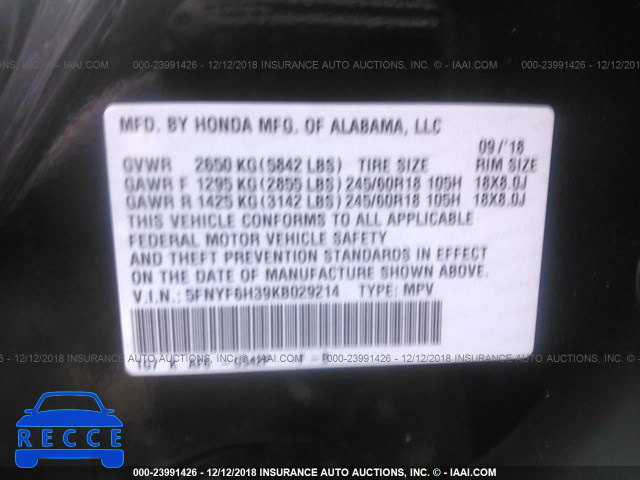 000-23991426 - 12/12/2018 INSURANCE AUTO AUCTIONS, INC. © - IAAI.COM
MFD. BY HONDA MFG. OF ALABAMA, LLC
09/'18
GVWR 2650 KG(5842 LBS) TIRE SIZE RIM SIZE
GAWR F 1295 KG(2855 LBS)245/60R18 105H 18X8.0J
GAWR R 1425 KG(3142 LBS)245/60R18 105H 18X8.0J
THIS VEHICLE CONFORMS TO ALL APPLICABLE
FEDERAL MOTOR VEHICLE SAFETY
AND THEFT PREVENTION STANDARDS IN EFFECT
ON THE DATE OF MANUFACTURE SHOWN ABOVE.
V.I.N.: 5FNYF6H39KB029214 TYPE: MPV
RECCE
000-23991426 - 12/12/2018 INSURANCE AUTO AUCTIONS, INC. © - IAAI.COM